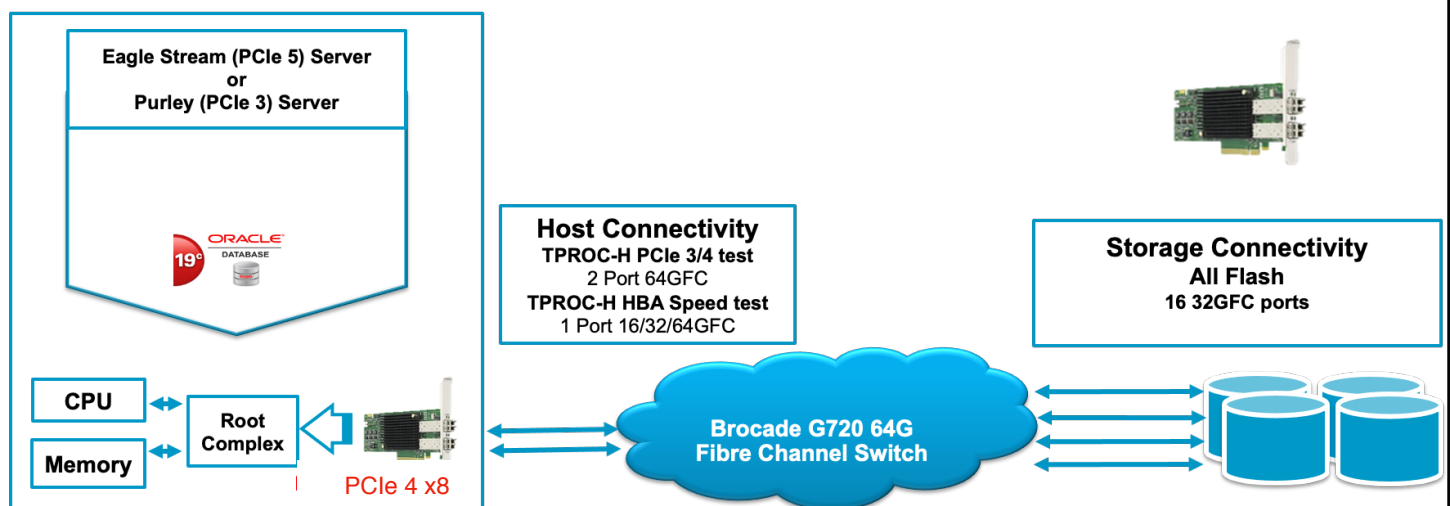 Eagle Stream (PCIe 5) Server
or
Purley (PCIe 3) Server
19c
ORACLE
DATABASE
Host Connectivity
TPROC-H PCIe 3/4 test
2 Port 64GFC
TPROC-H HBA Speed test
1 Port 16/32/64GFC
Storage Connectivity
All Flash
16 32GFC ports
CPU
Memory
Root
Complex
PCIe 4 x8
Brocade G720 64G
Fibre Channel Switch